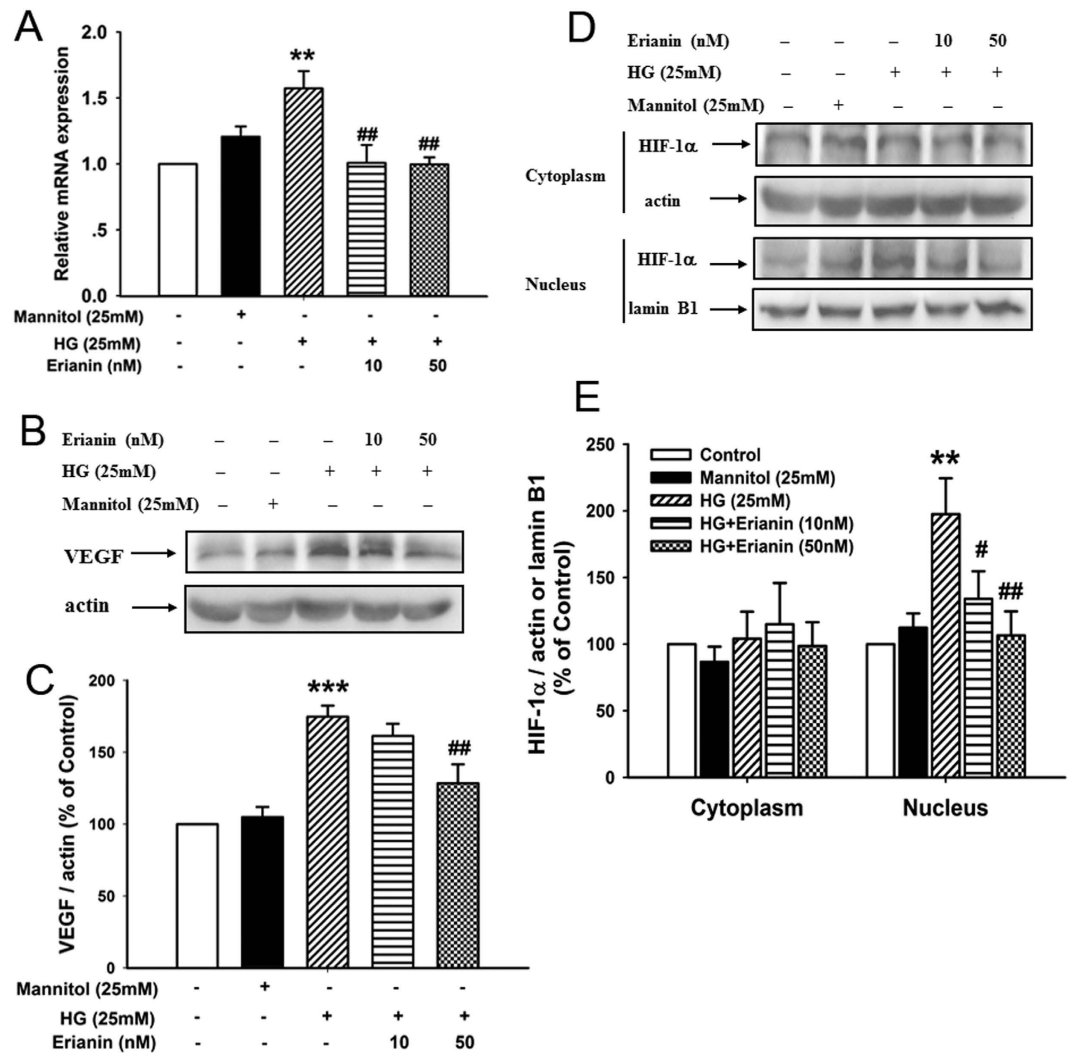 A
Relative mRNA expression
2.0
**
1.5
##
##
1.0
.5
0.0
Mannitol (25mM) - + - - -
HG (25mM) - - + + +
Erianin (nM) - - - 10 50
B
Erianin (nM) – – – 10 50
HG (25mM) – – + + +
Mannitol (25mM) – + – – –
VEGF
actin
C
VEGF / actin (% of Control)
200
***
150
##
100
50
0
Mannitol (25mM) - + - - -
HG (25mM) - - + + +
Erianin (nM) - - - 10 50
D
Erianin (nM) – – – 10 50
HG (25mM) – – + + +
Mannitol (25mM) – + – – –
Cytoplasm
HIF-1α
actin
Nucleus
HIF-1α
lamin B1
E
HIF-1α / actin or lamin B1
(% of Control)
250
200
150
100
50
0
Control
Mannitol (25mM)
HG (25mM)
HG+Erianin (10nM)
HG+Erianin (50nM)
**
#
##
Cytoplasm Nucleus